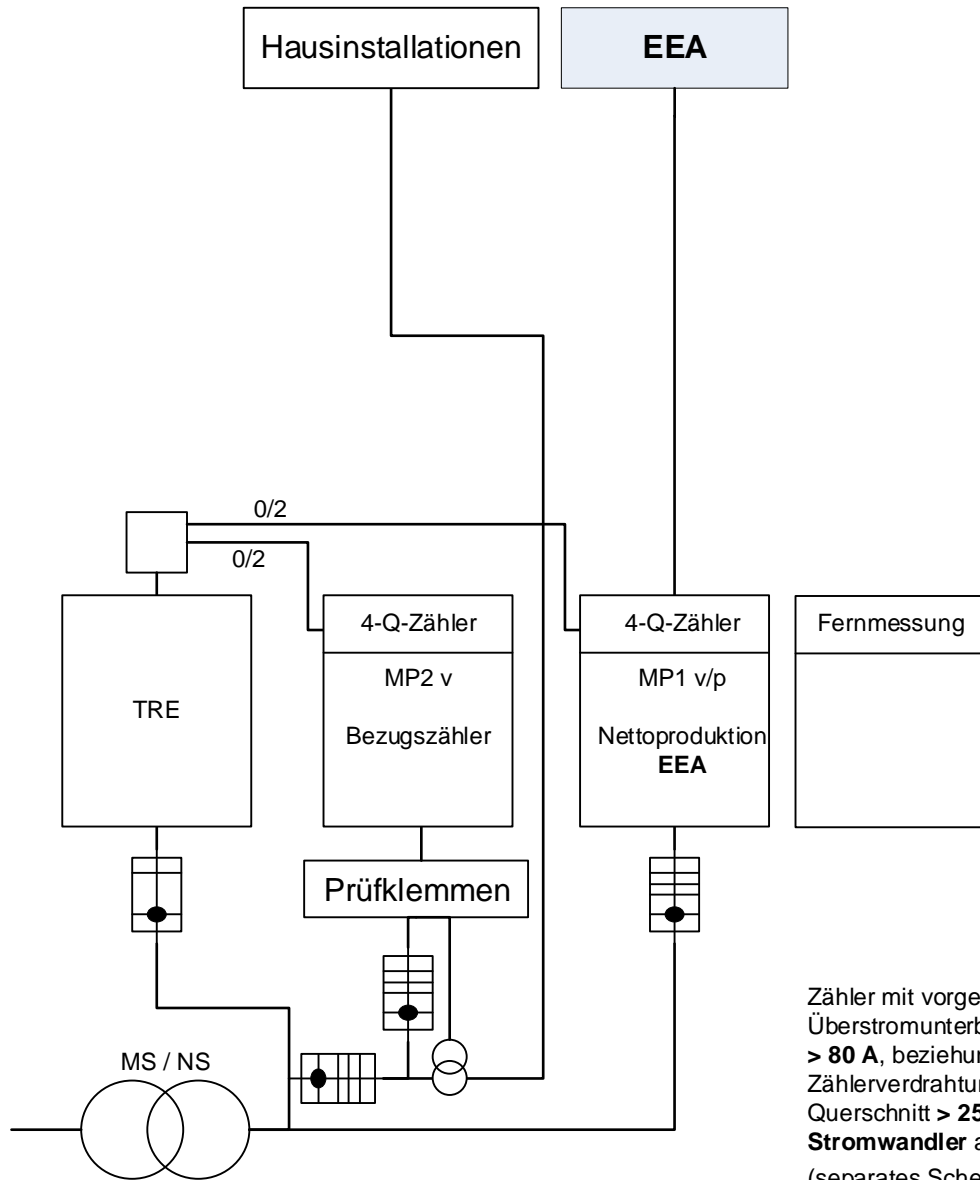 Hausinstallationen
EEA
0/2
0/2
4-Q-Zähler
4-Q-Zähler
Fernmessung
TRE
MP2 v
MP1 v/p
Bezugszähler
Nettoproduktion
EEA
Prüfklemmen
MS / NS
Zähler mit vorge
Überstromunterb
> 80 A, beziehun
Zählerverdrahtun
Querschnitt > 25
Stromwandler a
(separates Sche